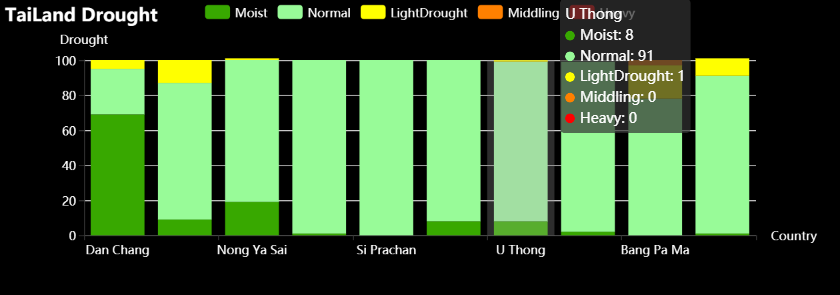 TaiLand Drought
Moist Normal LightDrought Middling Heavy
Drought
U Thong
Moist: 8
Normal: 91
LightDrought: 1
Middling: 0
Heavy: 0
100
80
60
40
20
0
Dan Chang Nong Ya Sai Si Prachan U Thong Bang Pa Ma
Country